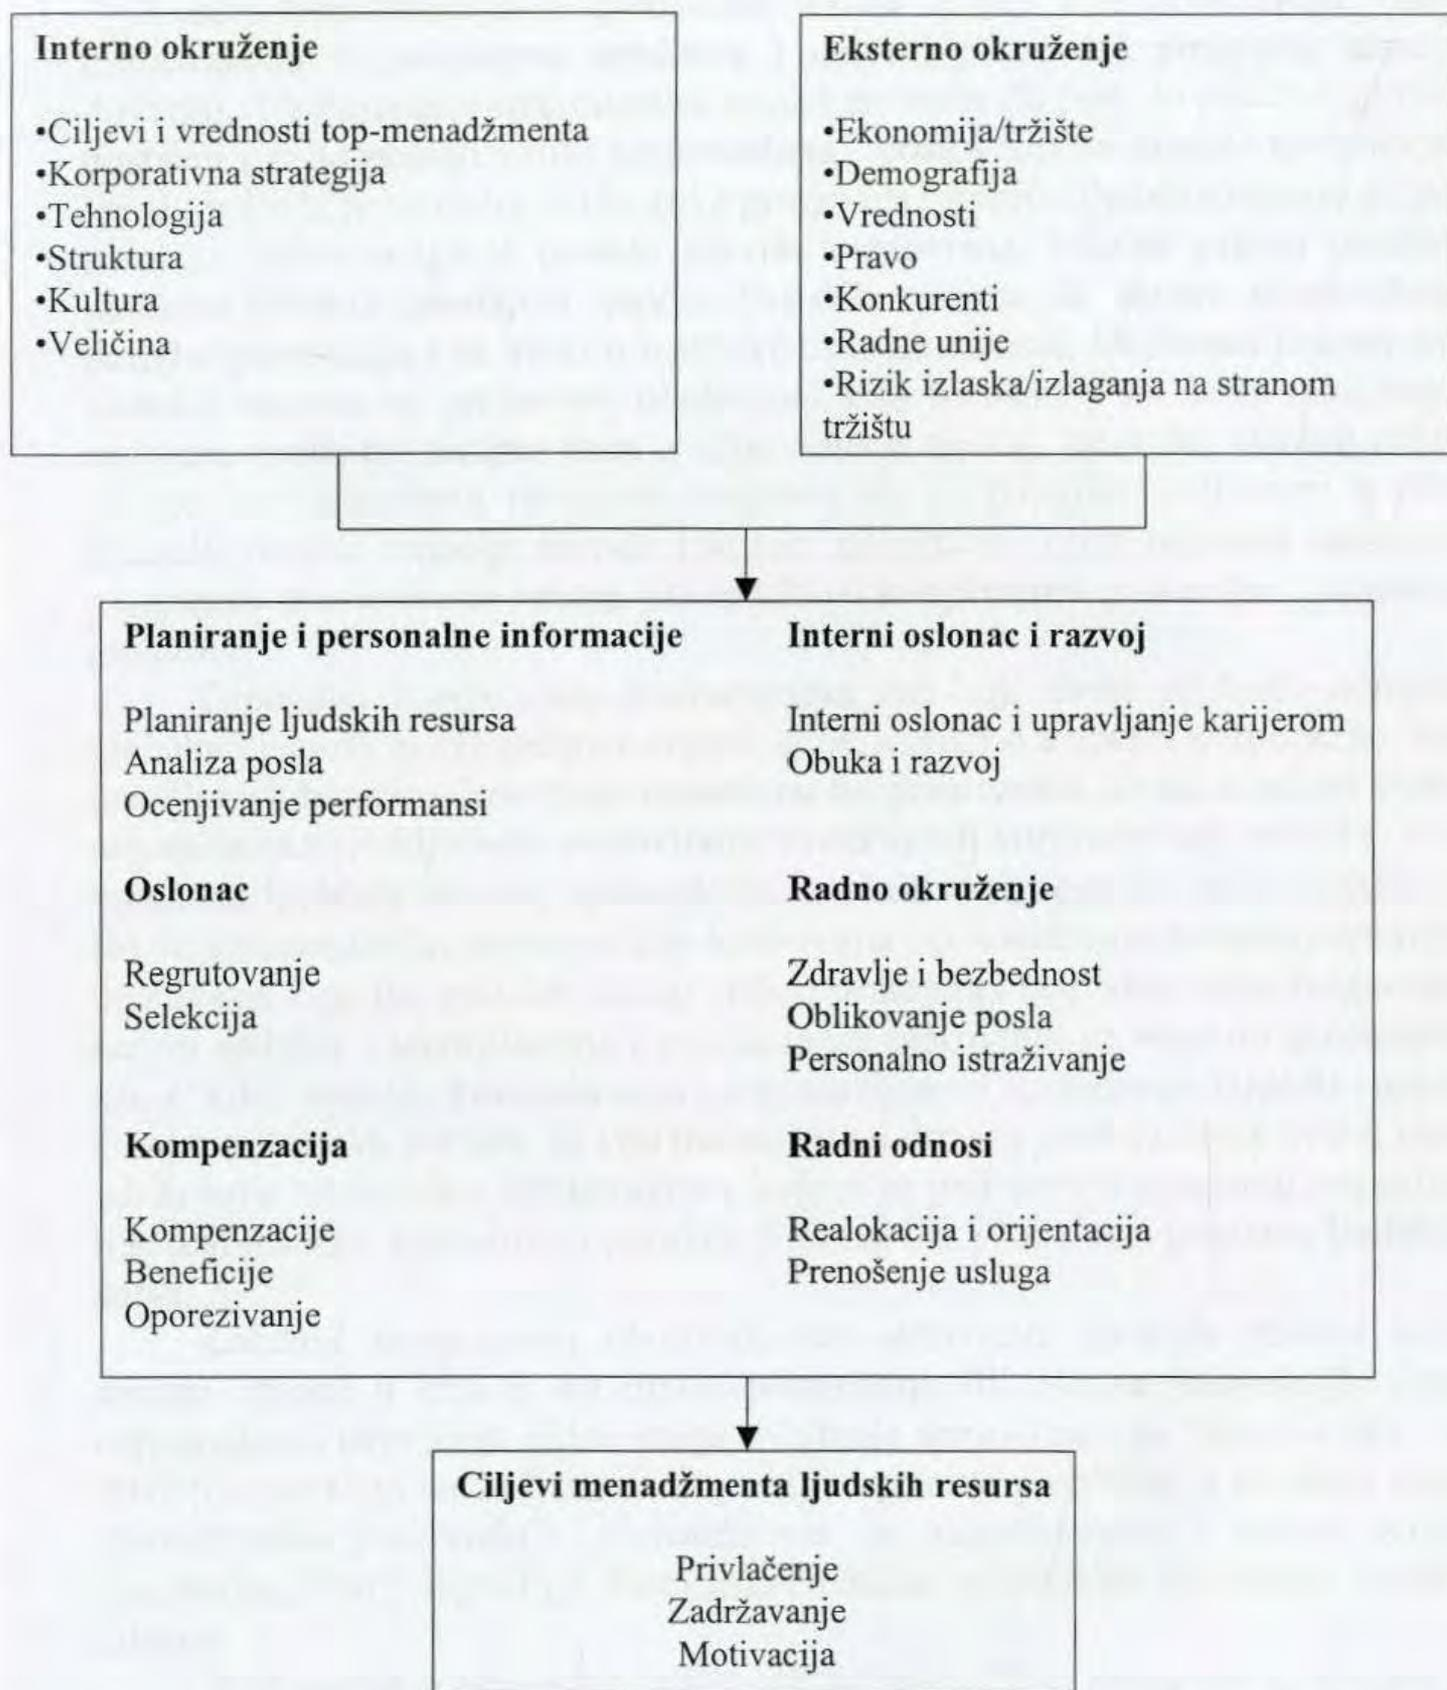 Interno okruženje
•Ciljevi i vrednosti top-menadžmenta
•Korporativna strategija
•Tehnologija
•Struktura
•Kultura
•Veličina
Eksterno okruženje
•Ekonomija/tržište
•Demografija
•Vrednosti
•Pravo
•Konkurenti
•Radne unije
•Rizik izlaska/izlaganja na stranom
tržištu
Planiranje i personalne informacije
Planiranje ljudskih resursa
Analiza posla
Ocenjivanje performansi
Oslonac
Regrutovanje
Selekcija
Kompenzacija
Kompenzacije
Beneficije
Oporezivanje
Interni oslonac i razvoj
Interni oslonac i upravljanje karijerom
Obuka i razvoj
Radno okruženje
Zdravlje i bezbednost
Oblikovanje posla
Personalno istraživanje
Radni odnosi
Realokacija i orijentacija
Prenošenje usluga
Ciljevi menadžmenta ljudskih resursa
Privlačenje
Zadržavanje
Motivacija